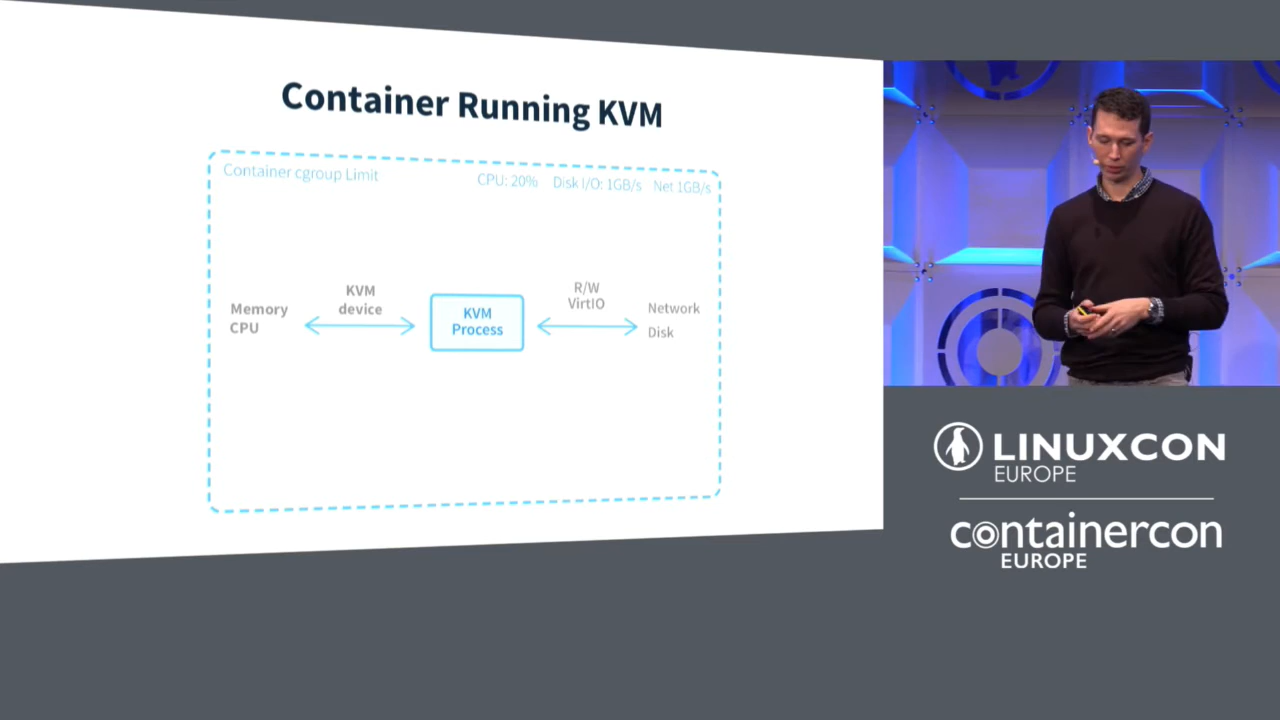 Container Running KVM
Container cgroup Limit
CPU: 20% Disk I/O: 1GB/s Net 1GB/s
Memory
CPU
KVM
device
KVM
Process
R/W
VirtIO
Network
Disk
LINUXCON
EUROPE
containercon
EUROPE